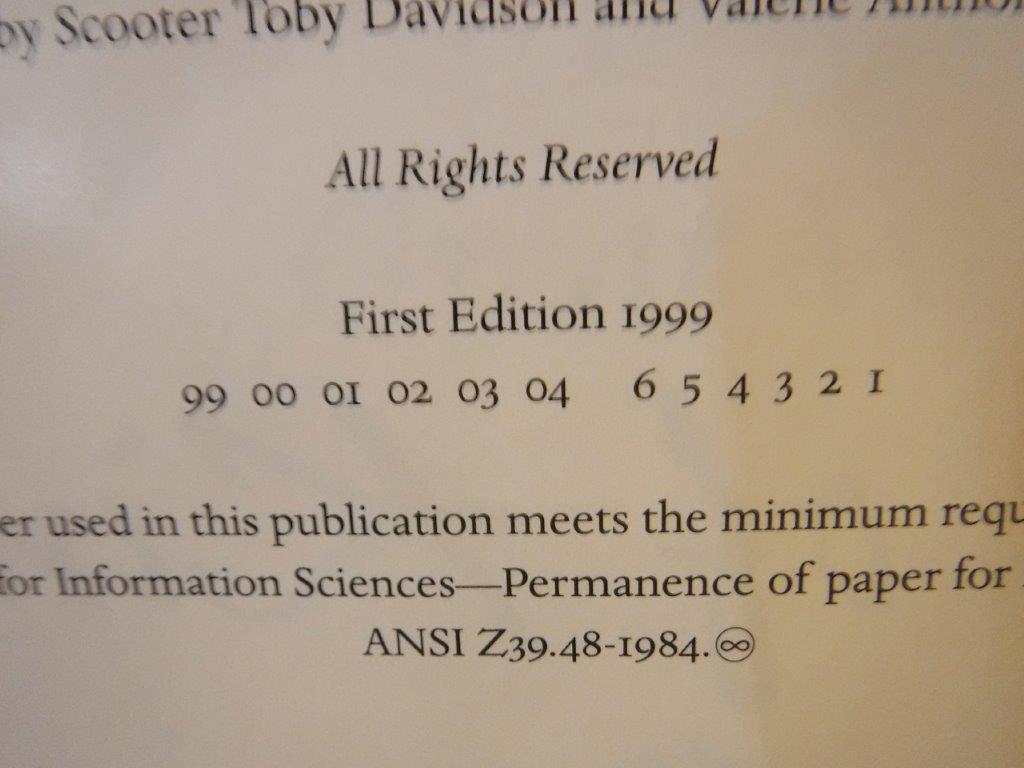 by Scooter Toby Davidson and Valerie
All Rights Reserved
First Edition 1999
99 00 01 02 03 04 6 5 4 3 2 1
er used in this publication meets the minimum requ
for Information Sciences—Permanence of paper for
ANSI Z39.48-1984.♾